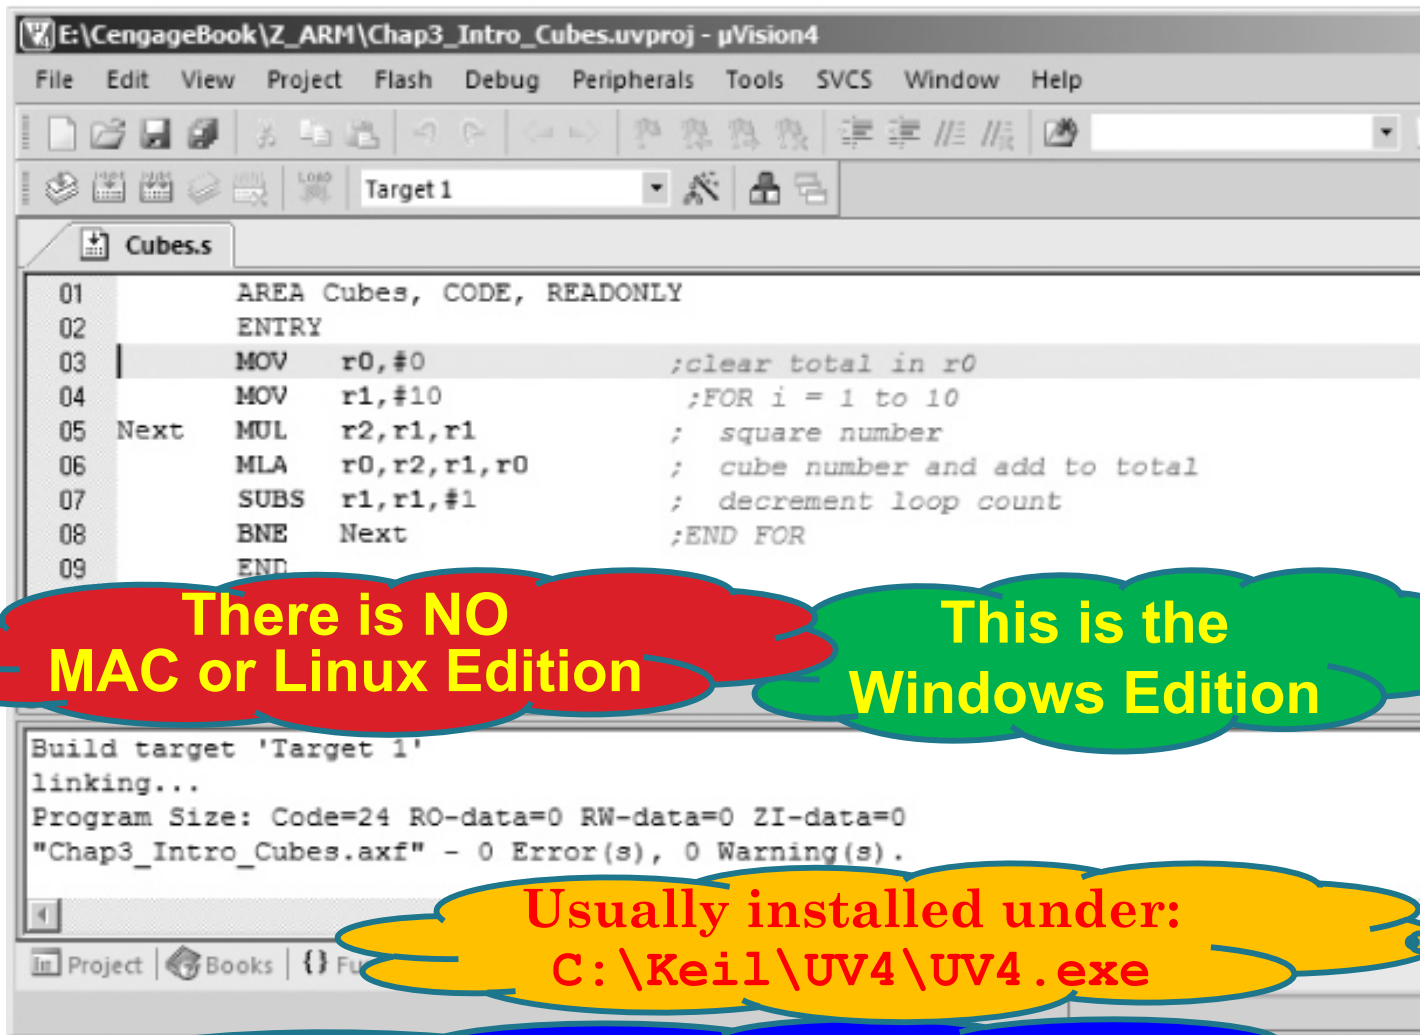 E:\CengageBook\Z_ARM\Chap3_Intro_Cubes.uvproj - µVision4
File Edit View Project Flash Debug Peripherals Tools SVCS Window Help
LOAD Target 1
Cubes.s
01 AREA Cubes, CODE, READONLY
02 ENTRY
03 MOV r0,#0 ;clear total in r0
04 MOV r1,#10 ;FOR i = 1 to 10
05 Next MUL r2,r1,r1 ; square number
06 MLA r0,r2,r1,r0 ; cube number and add to total
07 SUBS r1,r1,#1 ; decrement loop count
08 BNE Next ;END FOR
09 END
There is NO
MAC or Linux Edition
This is the
Windows Edition
Build target 'Target 1'
linking...
Program Size: Code=24 RO-data=0 RW-data=0 ZI-data=0
"Chap3_Intro_Cubes.axf" - 0 Error(s), 0 Warning(s).
Usually installed under:
C:\Keil\UV4\UV4.exe
Project Books {} Fu